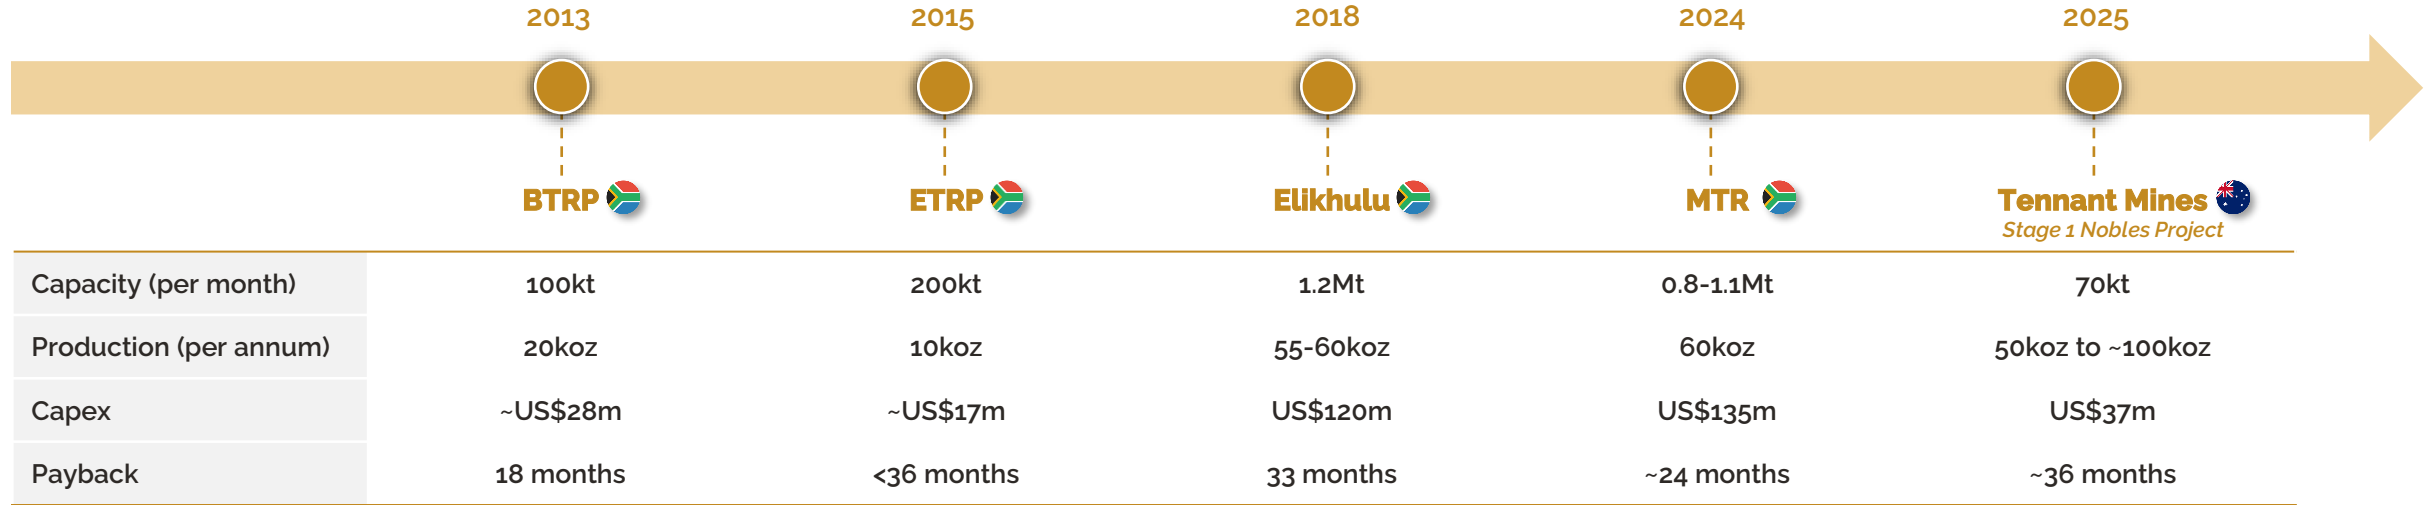 2013 2015 2018 2024 2025
BTRP ETRP Elikhulu MTR Tennant Mines
Stage 1 Nobles Project
Capacity (per month) 100kt 200kt 1.2Mt 0.8-1.1Mt 70kt
Production (per annum) 20koz 10koz 55-60koz 60koz 50koz to ~100koz
Capex ~US$28m ~US$17m US$120m US$135m US$37m
Payback 18 months <36 months 33 months ~24 months ~36 months